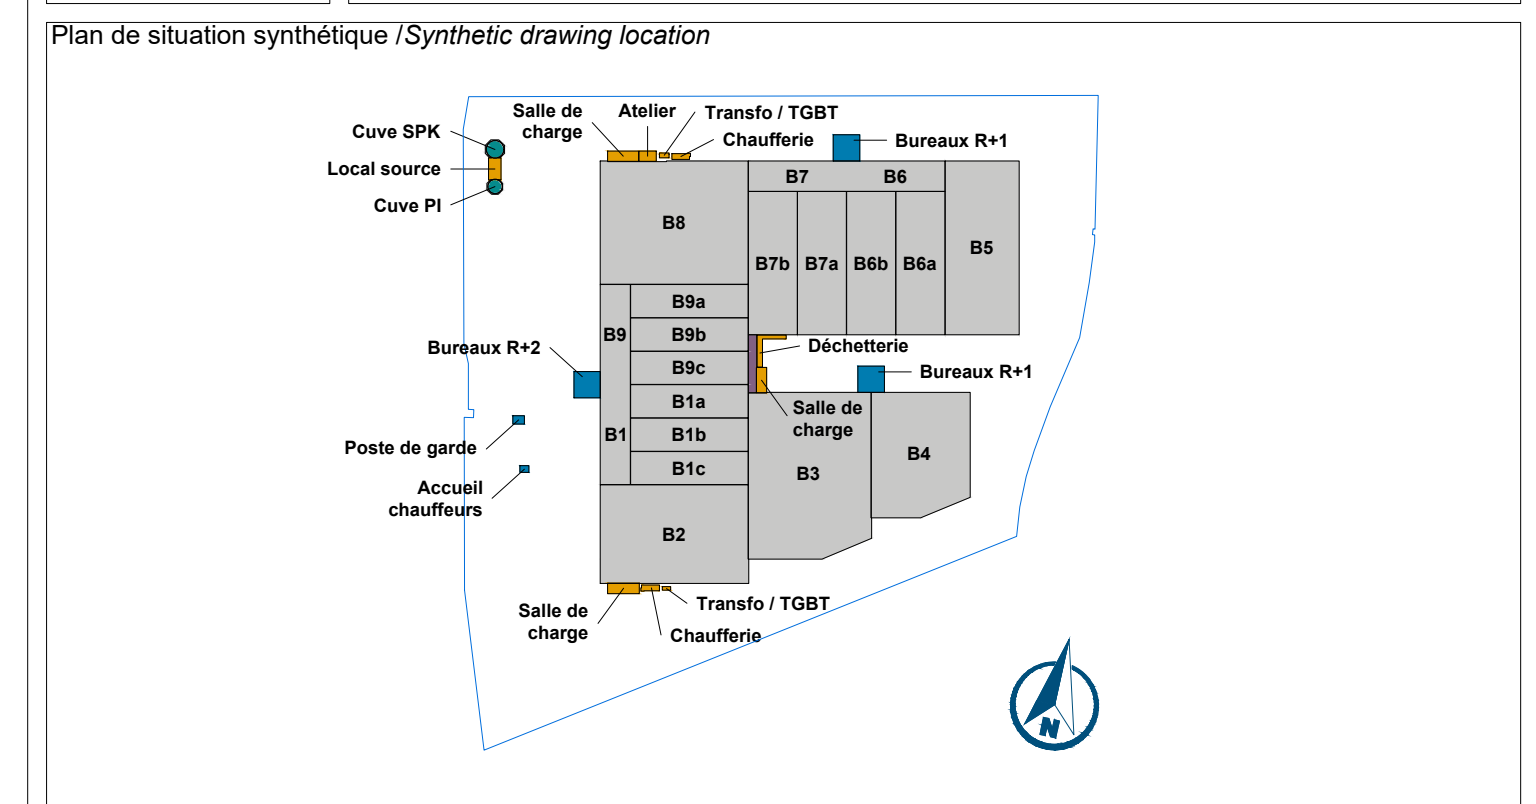 Plan de situation synthétique /Synthetic drawing location
Salle de
charge
Atelier
Transfo / TGBT
Chaufferie
Bureaux R+1
Cuve SPK
Local source
Cuve PI
B7
B6
B8
B5
B7b
B7a
B6b
B6a
B9a
B9
B9b
Bureaux R+2
Déchetterie
B9c
Bureaux R+1
B1a
Salle de
charge
B1
B1b
Poste de garde
B4
B1c
B3
Accueil
chauffeurs
B2
Salle de
charge
Transfo / TGBT
Chaufferie
N